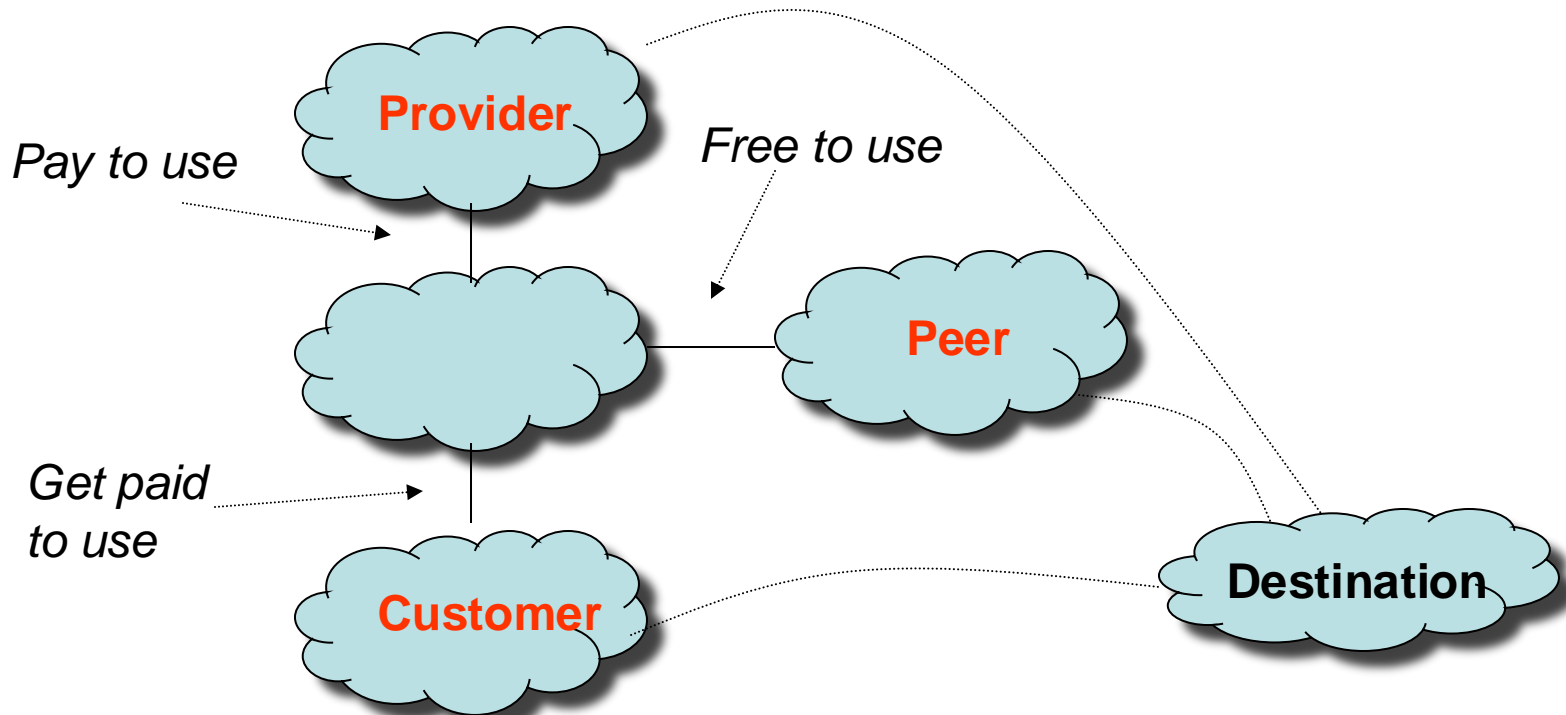 Provider
Pay to use
Free to use
Peer
Get paid
to use
Destination
Customer